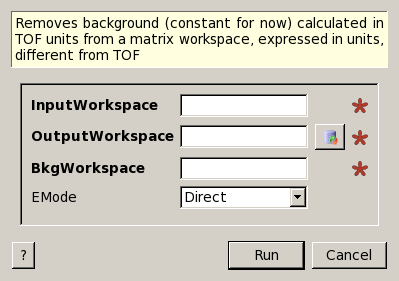 Removes background (constant for now) calculated in
TOF units from a matrix workspace, expressed in units,
different from TOF
InputWorkspace
OutputWorkspace
BkgWorkspace
EMode Direct
? Run Cancel